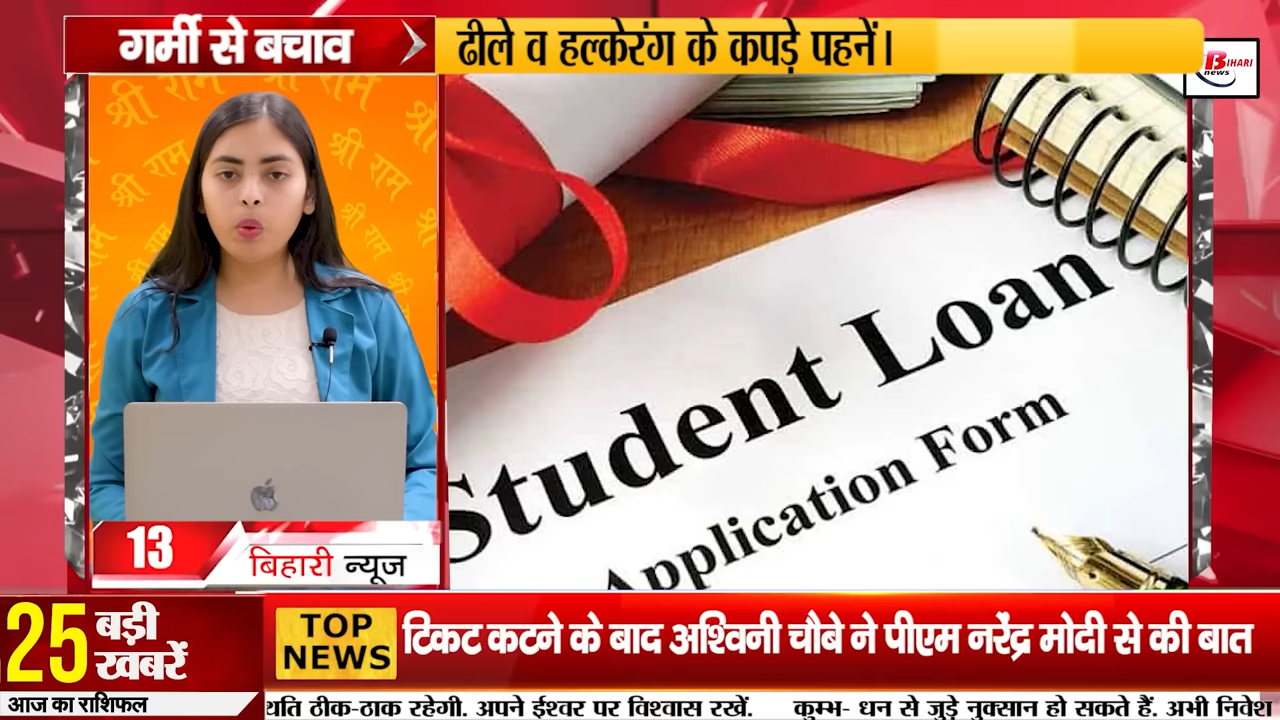 गर्मी से बचाव
ढीले व हल्केरंग के कपड़े पहनें।
BIHARI
news
श्री राम
श्री राम
श्री राम
श्री राम
श्री राम
Student Loan
Application Form
13
बिहारी न्यूज
25 बड़ी खबरें
TOP NEWS
टिकट कटने के बाद अश्विनी चौबे ने पीएम नरेंद्र मोदी से की बात
आज का राशिफल
थति ठीक-ठाक रहेगी. अपने ईश्वर पर विश्वास रखें. कुम्भ- धन से जुड़े नुक्सान हो सकते हैं. अभी निवेश